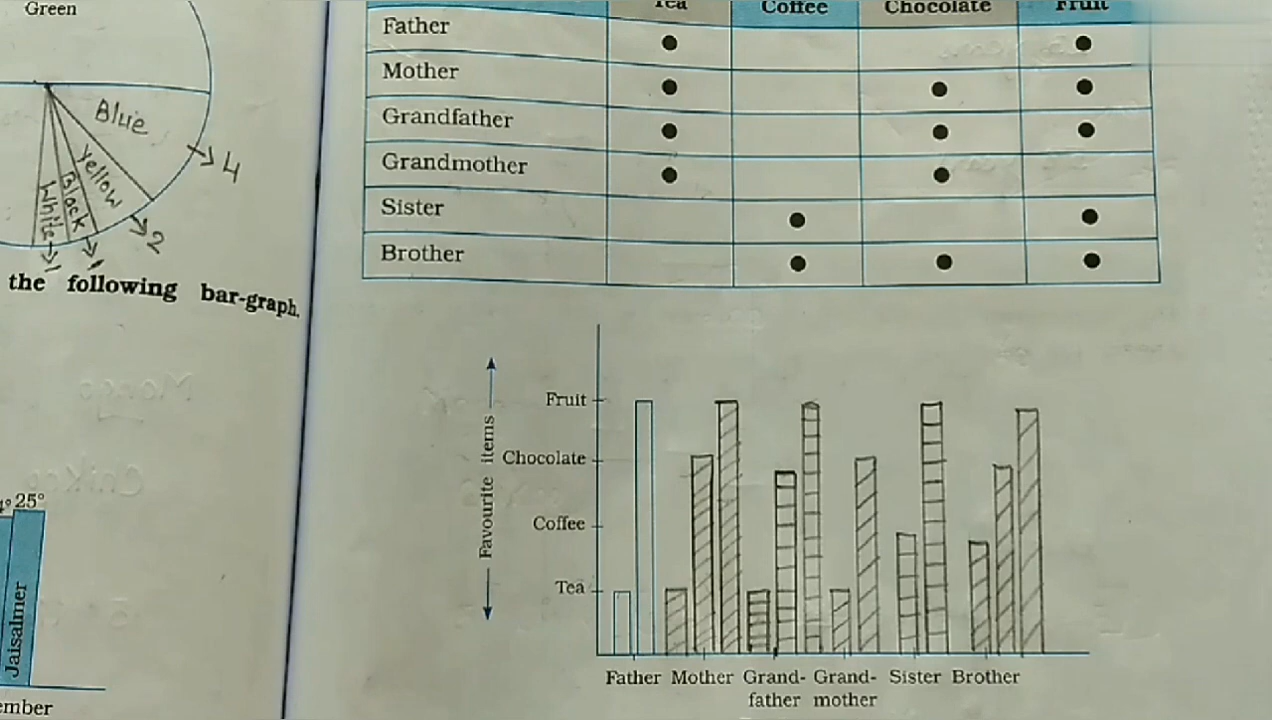 Green
Blue
4
Yellow
2
Black
1
White
1
the following bar-graph.
25°
Jaisalmer
ember
Tea Coffee Chocolate Fruit
Father
Mother
Grandfather
Grandmother
Sister
Brother
Favourite items
Fruit
Chocolate
Coffee
Tea
Father Mother Grand- Grand- Sister Brother
father mother